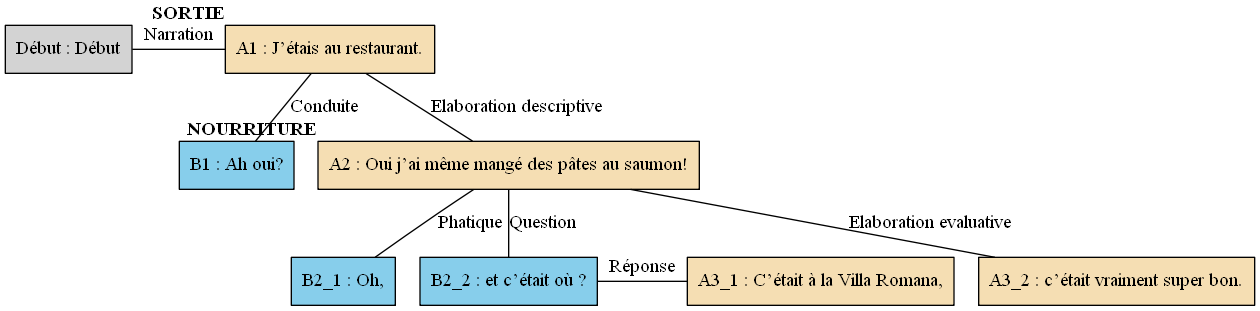 SORTIE
Narration
Début : Début
A1 : J’étais au restaurant.
Conduite
Elaboration descriptive
NOURRITURE
B1 : Ah oui?
A2 : Oui j’ai même mangé des pâtes au saumon!
Phatique
Question
Elaboration evaluative
B2_1 : Oh,
B2_2 : et c’était où ?
Réponse
A3_1 : C’était à la Villa Romana,
A3_2 : c’était vraiment super bon.